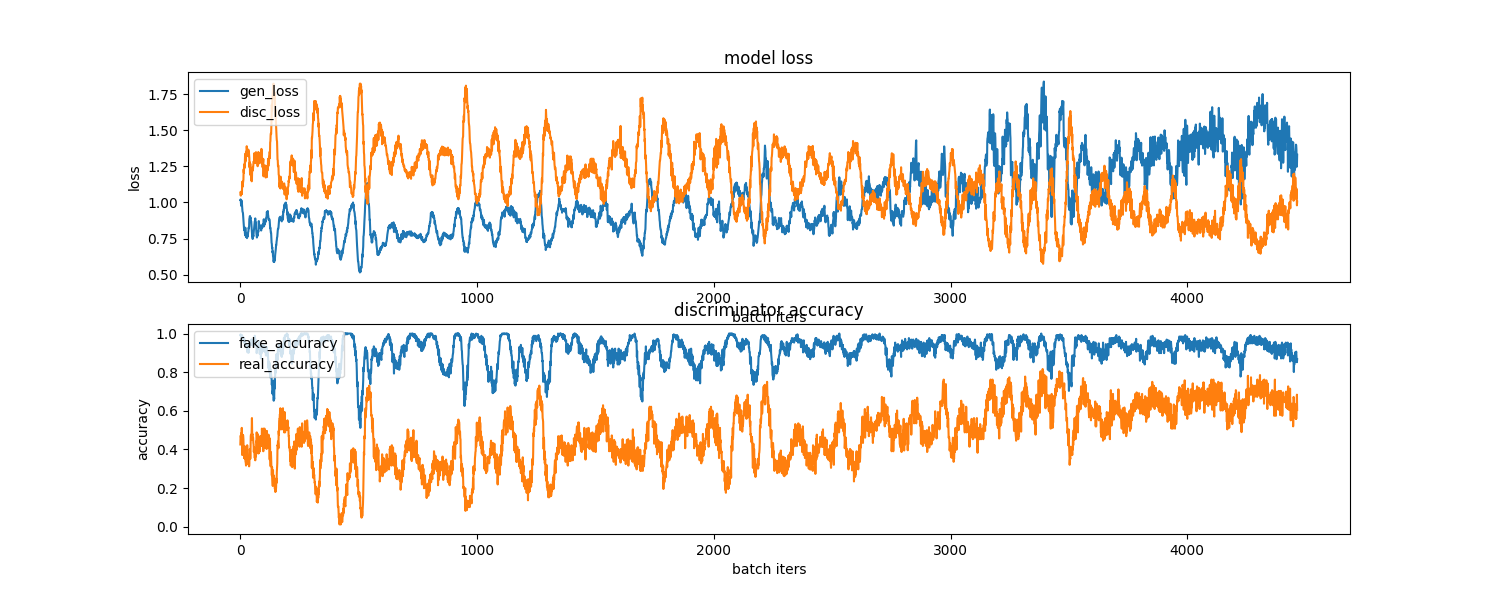 model loss
gen_loss
disc_loss
loss
1.75
1.50
1.25
1.00
0.75
0.50
0
1000
2000
3000
4000
batch iters
discriminator accuracy
fake_accuracy
real_accuracy
accuracy
1.0
0.8
0.6
0.4
0.2
0.0
0
1000
2000
3000
4000
batch iters